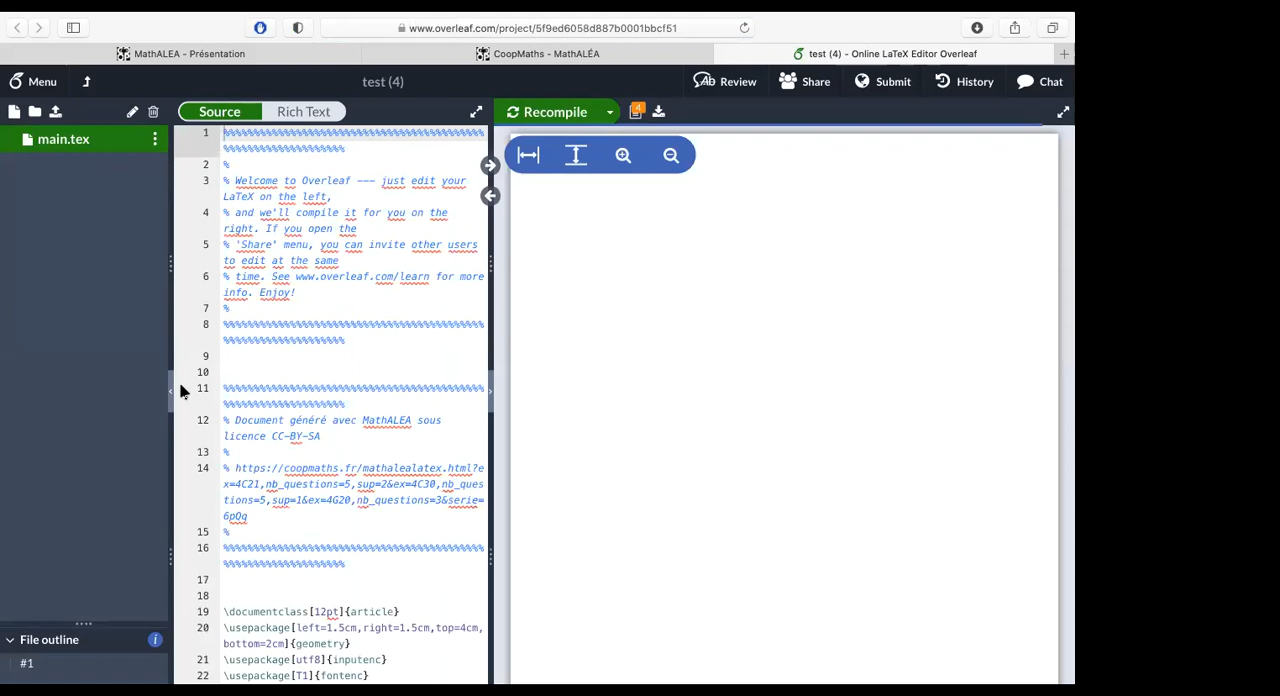 www.overleaf.com/project/5f9ed6058d887b0001bbcf51
MathALEA - Présentation
CoopMaths - MathALÉA
test (4) - Online LaTeX Editor Overleaf
Menu
test (4)
Review
Share
Submit
History
Chat
Source
Rich Text
Recompile
4
main.tex
1 %%%%%%%%%%%%%%%%%%%%%%%%%%%%%%%%%%%%%%%%%%
%%%%%%%%%%%%%%%%%%%
2 %
3 % Welcome to Overleaf --- just edit your
LaTeX on the left,
4 % and we'll compile it for you on the
right. If you open the
5 % 'Share' menu, you can invite other users
to edit at the same
6 % time. See www.overleaf.com/learn for more
info. Enjoy!
7 %
8 %%%%%%%%%%%%%%%%%%%%%%%%%%%%%%%%%%%%%%%%%%
%%%%%%%%%%%%%%%%%%%
9
10
11 %%%%%%%%%%%%%%%%%%%%%%%%%%%%%%%%%%%%%%%%%%
%%%%%%%%%%%%%%%%%%%
12 % Document généré avec MathALEA sous
licence CC-BY-SA
13 %
14 % https://coopmaths.fr/mathalealatex.html?e
x=4C21,nb_questions=5,sup=2&ex=4C30,nb_ques
tions=5,sup=1&ex=4G20,nb_questions=3&serie=
6pQq
15 %
16 %%%%%%%%%%%%%%%%%%%%%%%%%%%%%%%%%%%%%%%%%%
%%%%%%%%%%%%%%%%%%%
17
18
19 \documentclass[12pt]{article}
20 \usepackage[left=1.5cm,right=1.5cm,top=4cm,
bottom=2cm]{geometry}
21 \usepackage[utf8]{inputenc}
22 \usepackage[T1]{fontenc}
File outline
#1